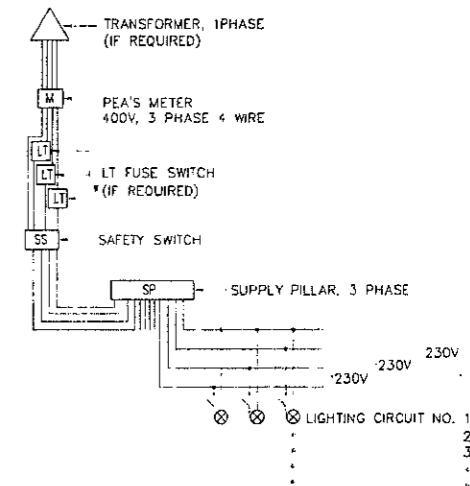 TRANSFORMER, 1PHASE
(IF REQUIRED)
M
PEA'S METER
400V, 3 PHASE 4 WIRE
LT
LT
LT
LT FUSE SWITCH
(IF REQUIRED)
SS
SAFETY SWITCH
SP
SUPPLY PILLAR, 3 PHASE
230V
230V
230V
LIGHTING CIRCUIT NO. 1
2
3